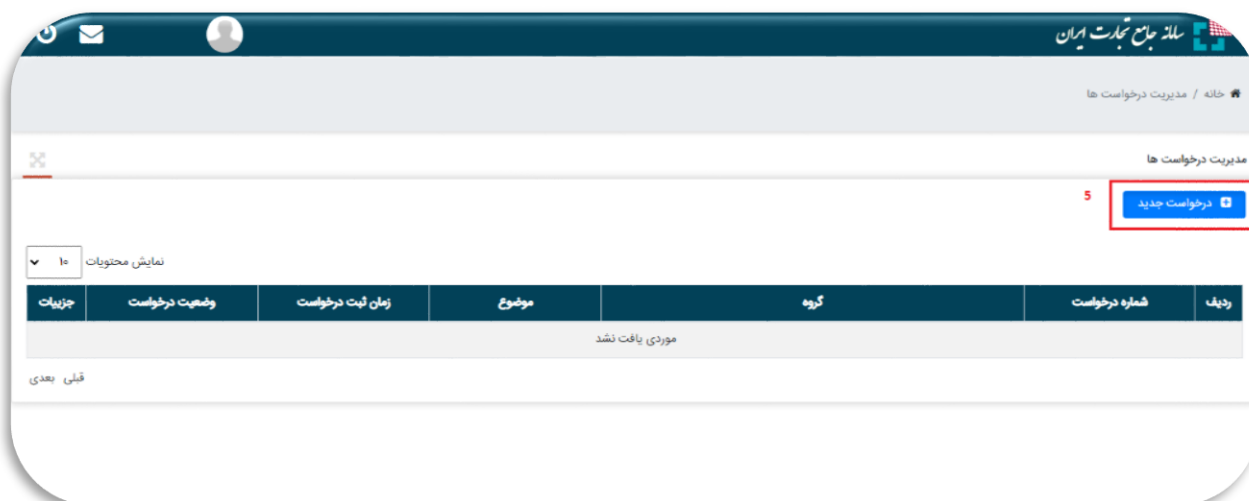 سامانه جامع تجارت ایران
خانه / مدیریت درخواست ها
مدیریت درخواست ها
درخواست جدید
5
نمایش محتویات ۱۰
ردیف شماره درخواست گروه موضوع زمان ثبت درخواست وضعیت درخواست جزییات
موردی یافت نشد
قبلی بعدی